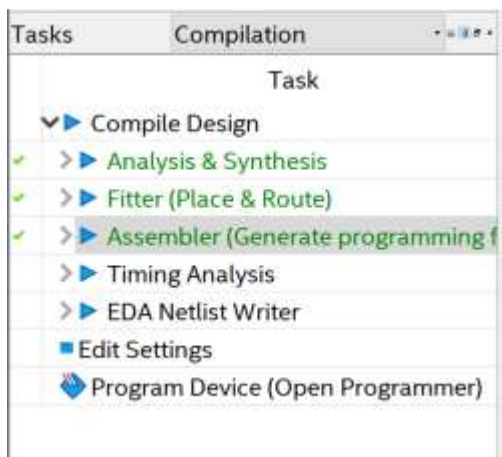 Tasks Compilation
Task
Compile Design
Analysis & Synthesis
Fitter (Place & Route)
Assembler (Generate programming f
Timing Analysis
EDA Netlist Writer
Edit Settings
Program Device (Open Programmer)